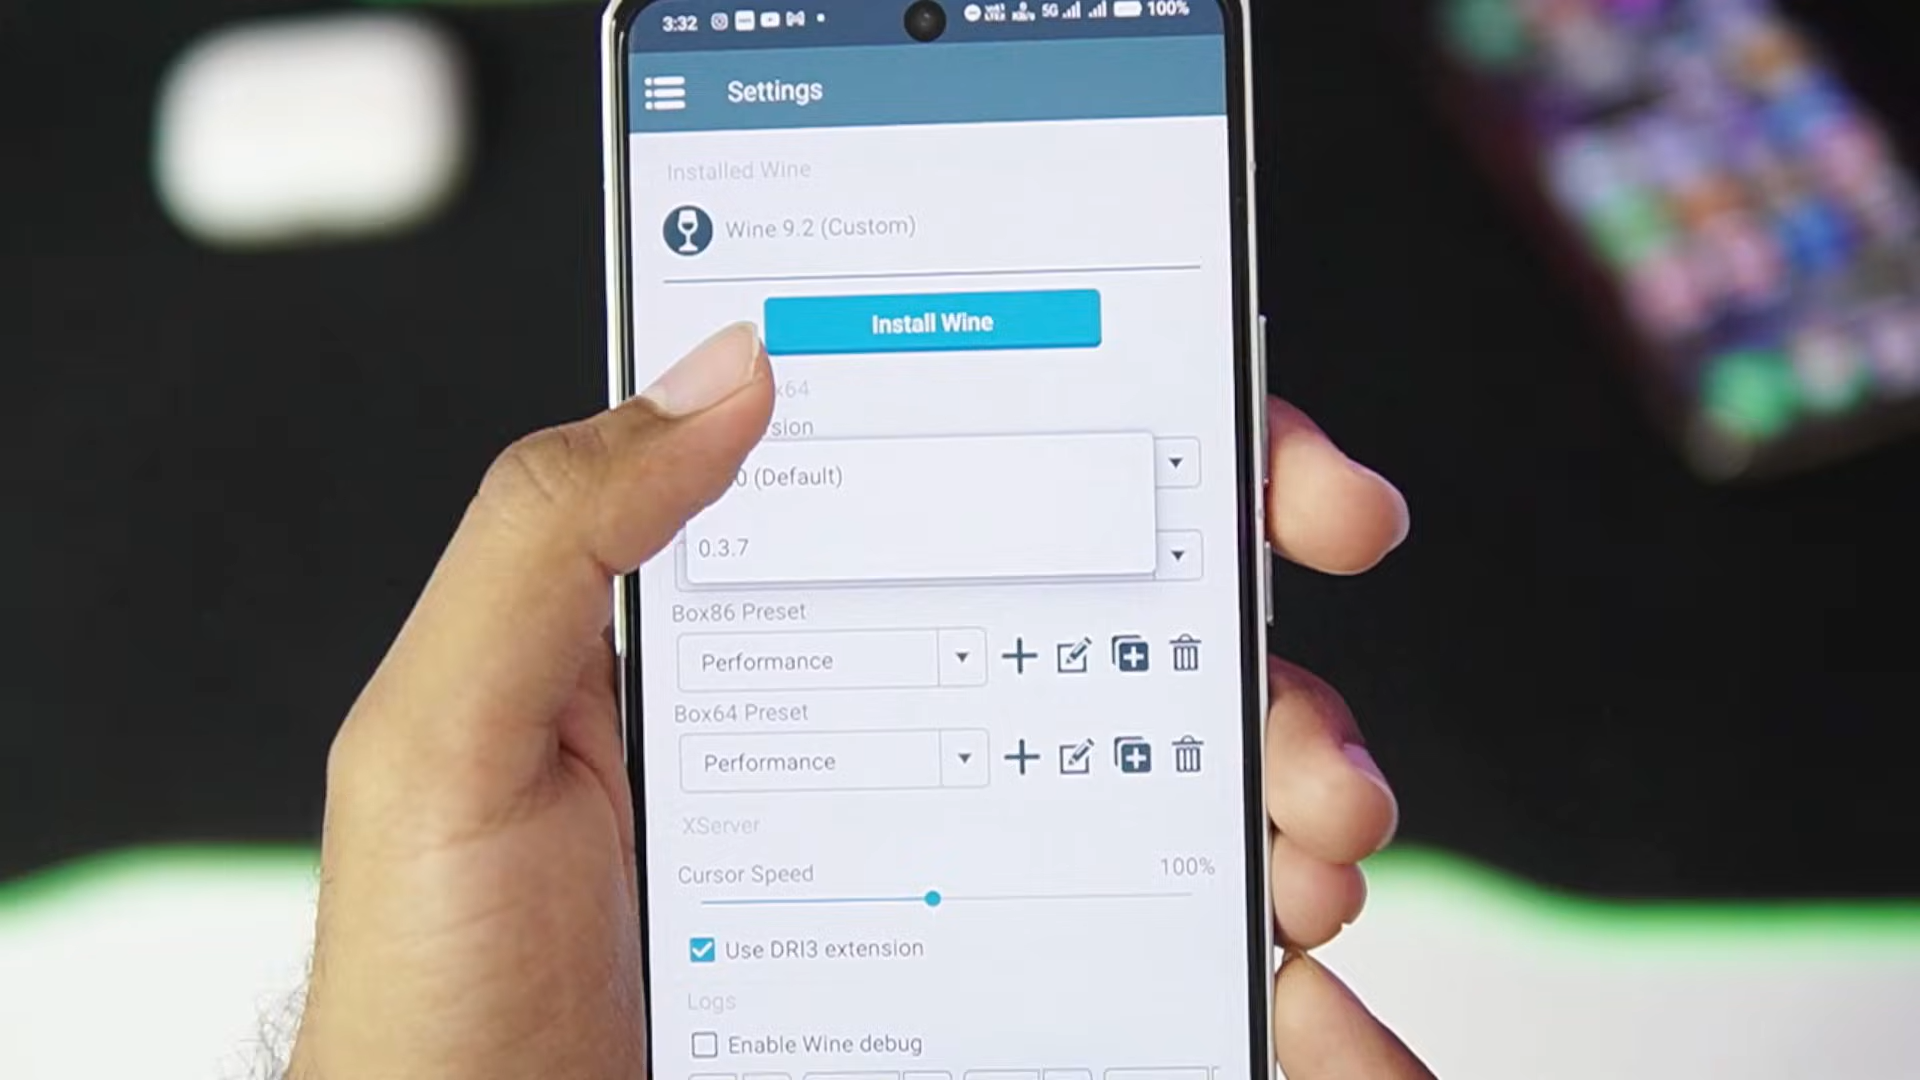 3:32 5G 100%
Settings
Installed Wine
Wine 9.2 (Custom)
Install Wine
x64
sion
0 (Default)
0.3.7
Box86 Preset
Performance
Box64 Preset
Performance
XServer
Cursor Speed 100%
Use DRI3 extension
Logs
Enable Wine debug